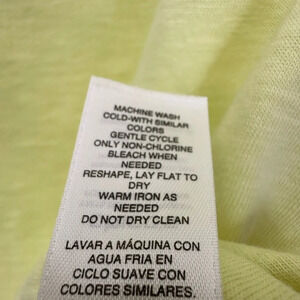 MACHINE WASH
COLD-WITH SIMILAR
COLORS
GENTLE CYCLE
ONLY NON-CHLORINE
BLEACH WHEN
NEEDED
RESHAPE, LAY FLAT TO
DRY
WARM IRON AS
NEEDED
DO NOT DRY CLEAN
LAVAR A MÁQUINA CON
AGUA FRIA EN
CICLO SUAVE CON
COLORES SIMILARES.